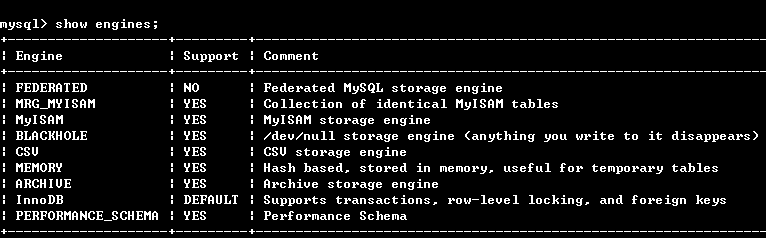 mysql> show engines;
+--------------------+---------+----------------------------------------------------------------
¦ Engine             ¦ Support ¦ Comment
+--------------------+---------+----------------------------------------------------------------
¦ FEDERATED          ¦ NO      ¦ Federated MySQL storage engine
¦ MRG_MYISAM         ¦ YES     ¦ Collection of identical MyISAM tables
¦ MyISAM             ¦ YES     ¦ MyISAM storage engine
¦ BLACKHOLE          ¦ YES     ¦ /dev/null storage engine (anything you write to it disappears)
¦ CSV                ¦ YES     ¦ CSV storage engine
¦ MEMORY             ¦ YES     ¦ Hash based, stored in memory, useful for temporary tables
¦ ARCHIVE            ¦ YES     ¦ Archive storage engine
¦ InnoDB             ¦ DEFAULT ¦ Supports transactions, row-level locking, and foreign keys
¦ PERFORMANCE_SCHEMA ¦ YES     ¦ Performance Schema
+--------------------+---------+----------------------------------------------------------------